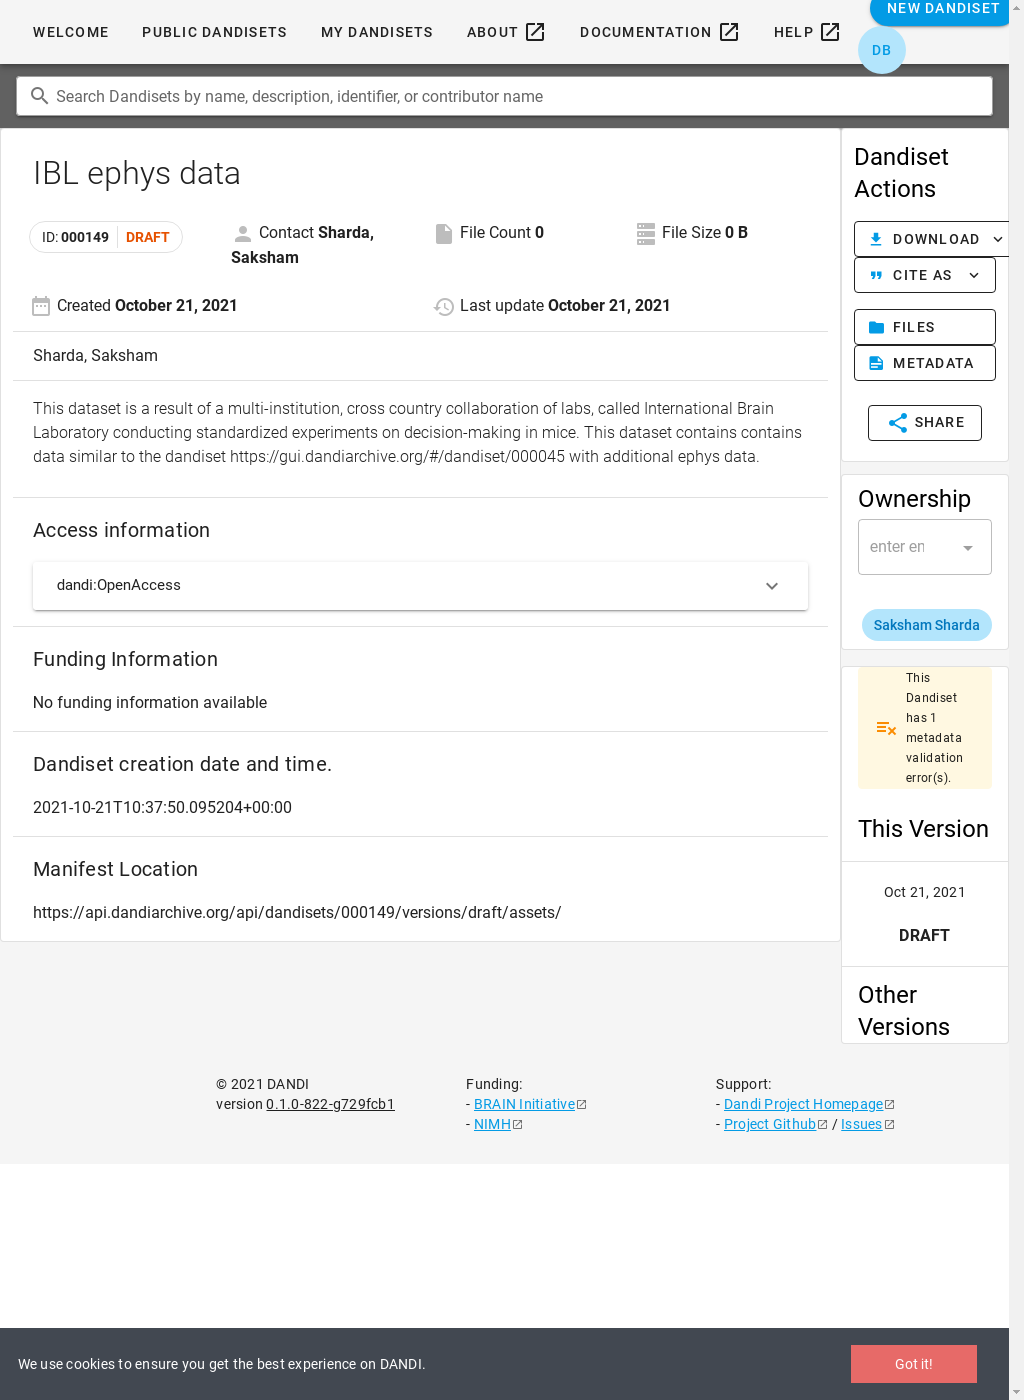 WELCOME
PUBLIC DANDISETS
MY DANDISETS
ABOUT
DOCUMENTATION
HELP
NEW DANDISET
DB
Search Dandisets by name, description, identifier, or contributor name
IBL ephys data
ID: 000149 DRAFT
Contact Sharda,
Saksham
File Count 0
File Size 0 B
Created October 21, 2021
Last update October 21, 2021
Sharda, Saksham
This dataset is a result of a multi-institution, cross country collaboration of labs, called International Brain
Laboratory conducting standardized experiments on decision-making in mice. This dataset contains contains
data similar to the dandiset https://gui.dandiarchive.org/#/dandiset/000045 with additional ephys data.
Access information
dandi:OpenAccess
Funding Information
No funding information available
Dandiset creation date and time.
2021-10-21T10:37:50.095204+00:00
Manifest Location
https://api.dandiarchive.org/api/dandisets/000149/versions/draft/assets/
Dandiset
Actions
DOWNLOAD
CITE AS
FILES
METADATA
SHARE
Ownership
enter en
Saksham Sharda
This
Dandiset
has 1
metadata
validation
error(s).
This Version
Oct 21, 2021
DRAFT
Other
Versions
© 2021 DANDI
version 0.1.0-822-g729fcb1
Funding:
- BRAIN Initiative
- NIMH
Support:
- Dandi Project Homepage
- Project Github / Issues
We use cookies to ensure you get the best experience on DANDI.
Got it!